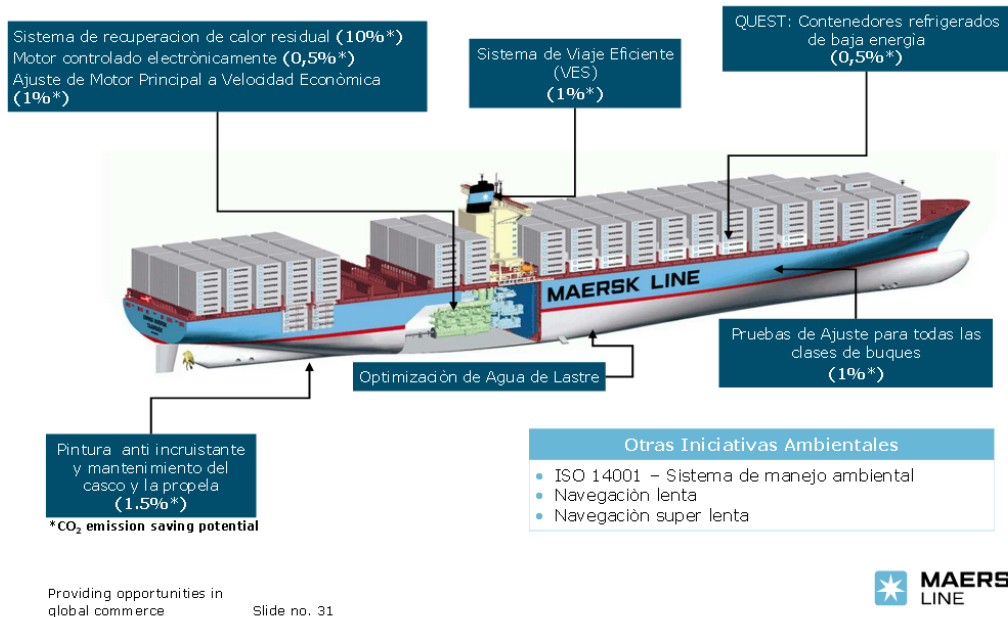 Sistema de recuperacion de calor residual (10%*)
Motor controlado electrònicamente (0,5%*)
Ajuste de Motor Principal a Velocidad Econòmica
(1%*)
Sistema de Viaje Eficiente
(VES)
(1%*)
QUEST: Contenedores refrigerados
de baja energia
(0,5%*)
MAERSK LINE
Pruebas de Ajuste para todas las
clases de buques
(1%*)
Optimizaciòn de Agua de Lastre
Pintura anti incruistante
y mantenimiento del
casco y la propela
(1.5%*)
*CO₂ emission saving potential
Otras Iniciativas Ambientales
• ISO 14001 – Sistema de manejo ambiental
• Navegaciòn lenta
• Navegaciòn super lenta
Providing opportunities in
global commerce
Slide no. 31
MAERS
LINE